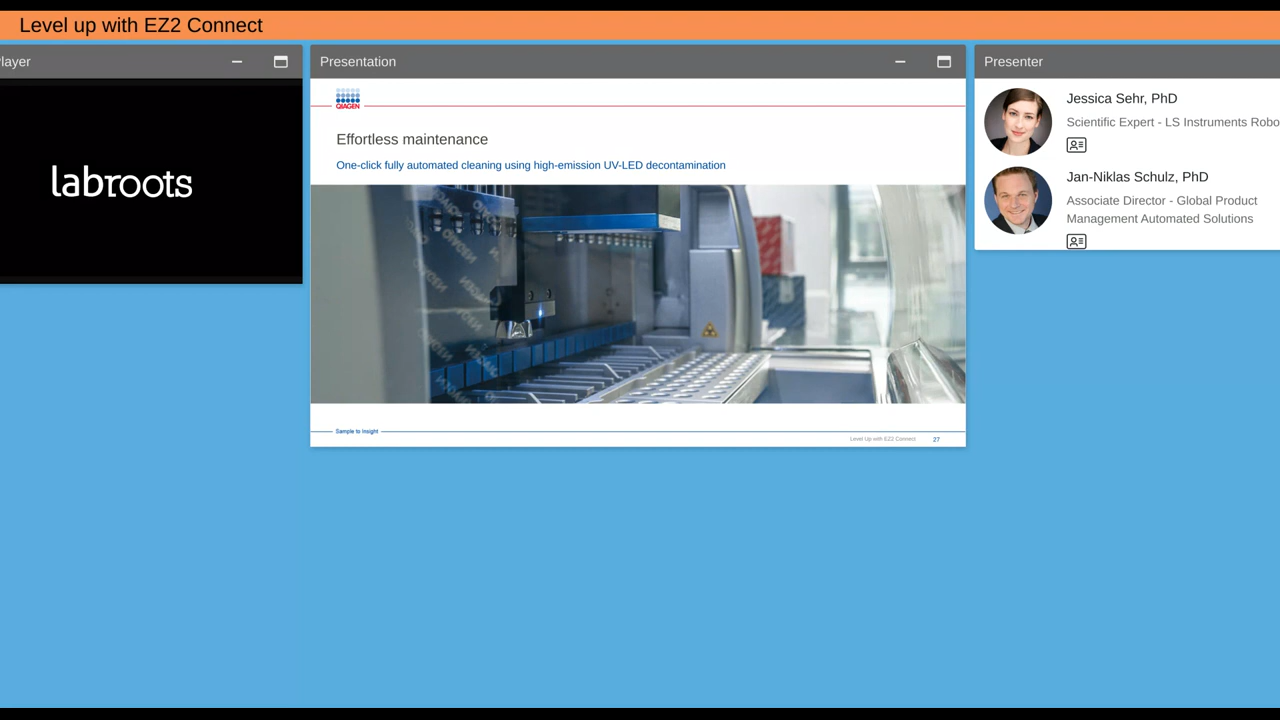 Level up with EZ2 Connect
layer
Presentation
Presenter
labroots
QIAGEN
Effortless maintenance
One-click fully automated cleaning using high-emission UV-LED decontamination
Sample to Insight
Level Up with EZ2 Connect
27
Jessica Sehr, PhD
Scientific Expert - LS Instruments Robo
Jan-Niklas Schulz, PhD
Associate Director - Global Product
Management Automated Solutions